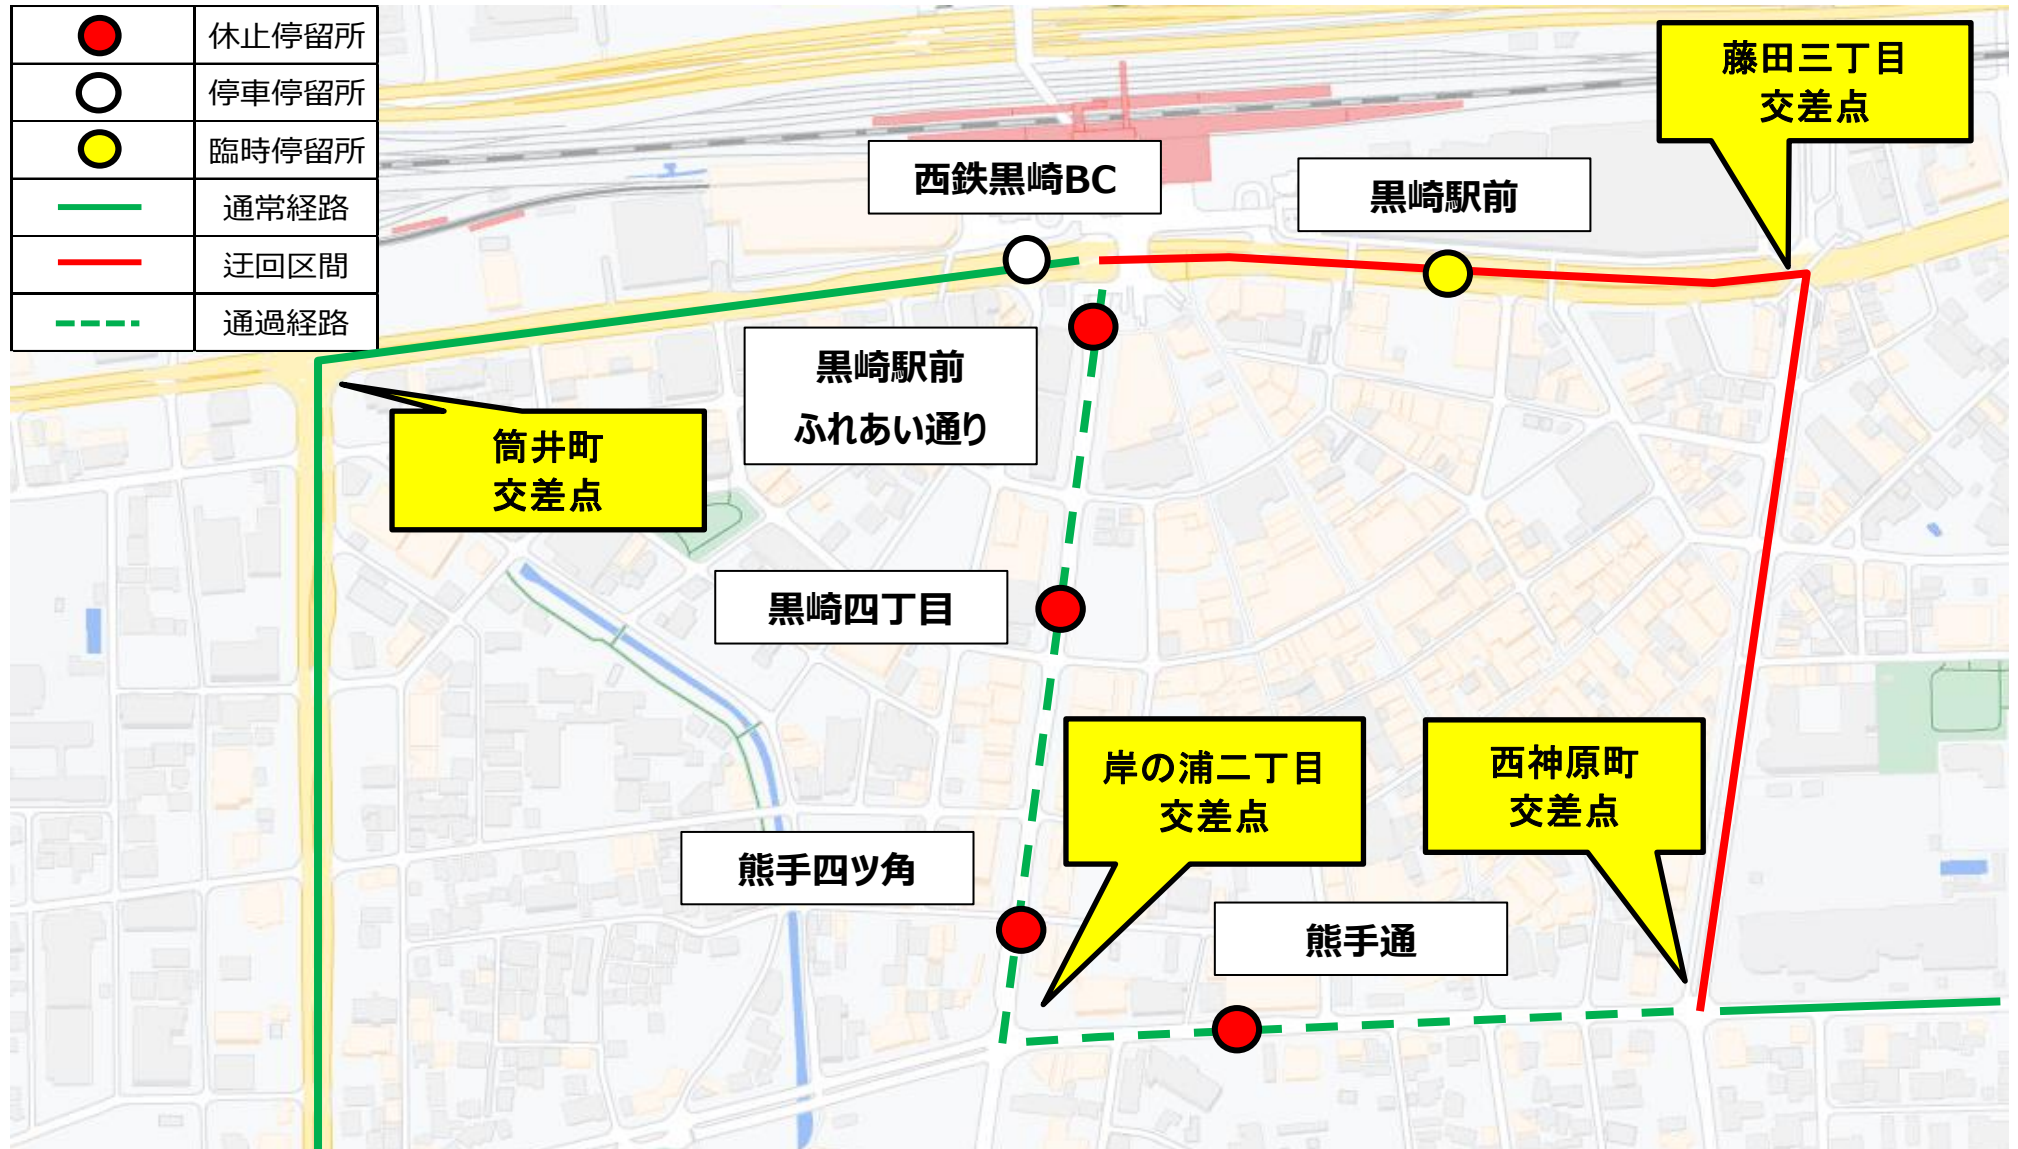 休止停留所
停車停留所
臨時停留所
通常経路
迂回区間
通過経路
藤田三丁目
交差点
西鉄黒崎BC
黒崎駅前
黒崎駅前
ふれあい通り
筒井町
交差点
黒崎四丁目
岸の浦二丁目
交差点
西神原町
交差点
熊手四ツ角
熊手通